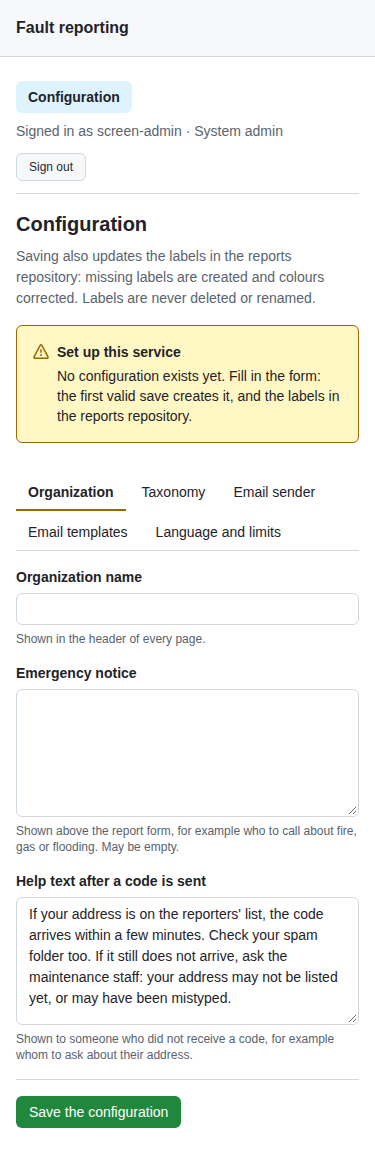 Fault reporting
Configuration
Signed in as screen-admin · System admin
Sign out
Configuration
Saving also updates the labels in the reports
repository: missing labels are created and colours
corrected. Labels are never deleted or renamed.
Set up this service
No configuration exists yet. Fill in the form:
the first valid save creates it, and the labels in
the reports repository.
Organization Taxonomy Email sender
Email templates Language and limits
Organization name
Shown in the header of every page.
Emergency notice
Shown above the report form, for example who to call about fire,
gas or flooding. May be empty.
Help text after a code is sent
If your address is on the reporters' list, the code
arrives within a few minutes. Check your spam
folder too. If it still does not arrive, ask the
maintenance staff: your address may not be listed
yet, or may have been mistyped.
Shown to someone who did not receive a code, for example
whom to ask about their address.
Save the configuration